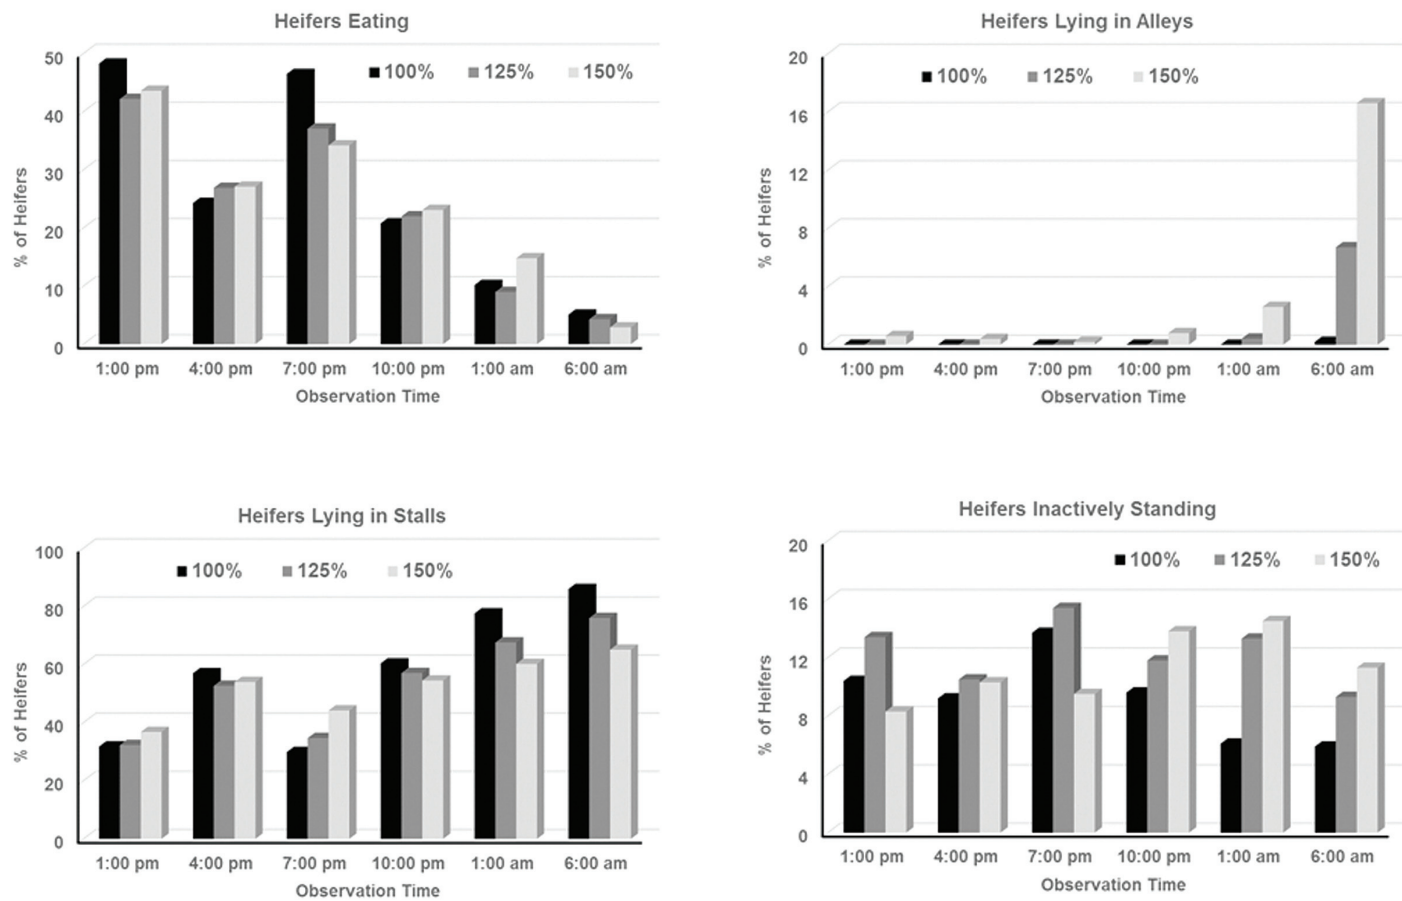 Heifers Eating
50
40
30
20
10
0
% of Heifers
100% 125% 150%
1:00 pm 4:00 pm 7:00 pm 10:00 pm 1:00 am 6:00 am
Observation Time
Heifers Lying in Alleys
20
16
12
8
4
0
% of Heifers
100% 125% 150%
1:00 pm 4:00 pm 7:00 pm 10:00 pm 1:00 am 6:00 am
Observation Time
Heifers Lying in Stalls
100
80
60
40
20
0
% of Heifers
100% 125% 150%
1:00 pm 4:00 pm 7:00 pm 10:00 pm 1:00 am 6:00 am
Observation Time
Heifers Inactively Standing
20
16
12
8
4
0
% of Heifers
100% 125% 150%
1:00 pm 4:00 pm 7:00 pm 10:00 pm 1:00 am 6:00 am
Observation Time